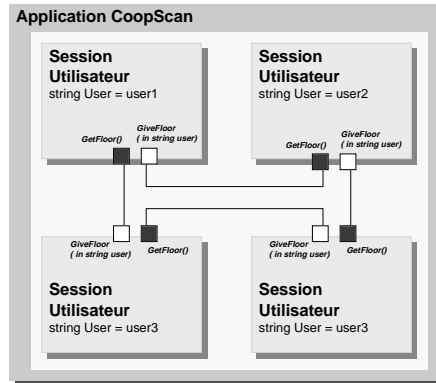 Application CoopScan
Session
Utilisateur
string User = user1
GetFloor()
GiveFloor
( in string user)
Session
Utilisateur
string User = user2
GetFloor()
GiveFloor
( in string user)
GiveFloor
( in string user)
GetFloor()
Session
Utilisateur
string User = user3
GiveFloor
( in string user)
GetFloor()
Session
Utilisateur
string User = user3